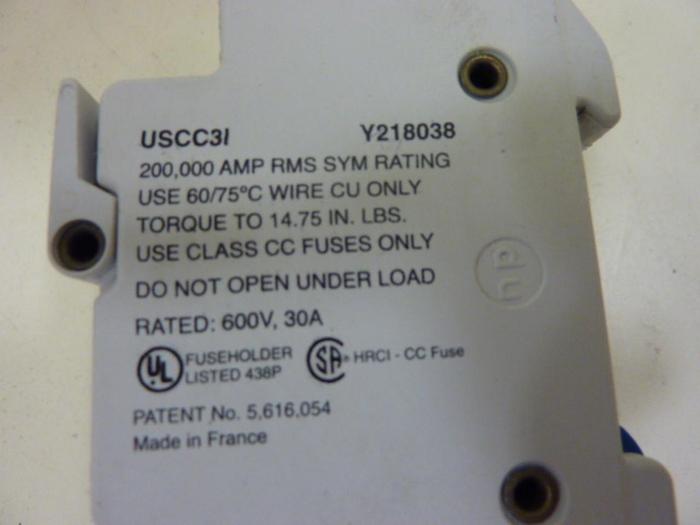 USCC3I Y218038
200,000 AMP RMS SYM RATING
USE 60/75ºC WIRE CU ONLY
TORQUE TO 14.75 IN. LBS.
USE CLASS CC FUSES ONLY
DO NOT OPEN UNDER LOAD
RATED: 600V, 30A
UL FUSEHOLDER LISTED 438P
SA ® HRCI - CC Fuse
PATENT No. 5,616,054
Made in France